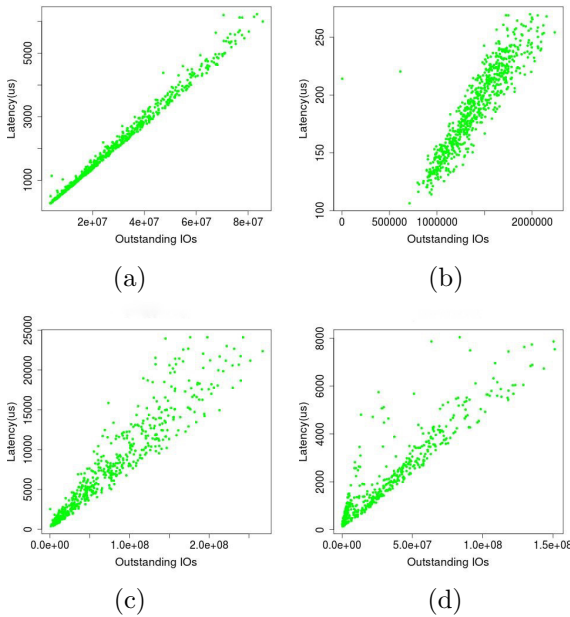 Latency(us)
1000 3000 5000
2e+07 4e+07 6e+07 8e+07
Outstanding IOs
(a)
Latency(us)
100 150 200 250
0 500000 1000000 2000000
Outstanding IOs
(b)
Latency(us)
0 5000 10000 15000 20000 25000
0.0e+00 1.0e+08 2.0e+08
Outstanding IOs
(c)
Latency(us)
0 2000 4000 6000 8000
0.0e+00 5.0e+07 1.0e+08 1.5e+08
Outstanding IOs
(d)